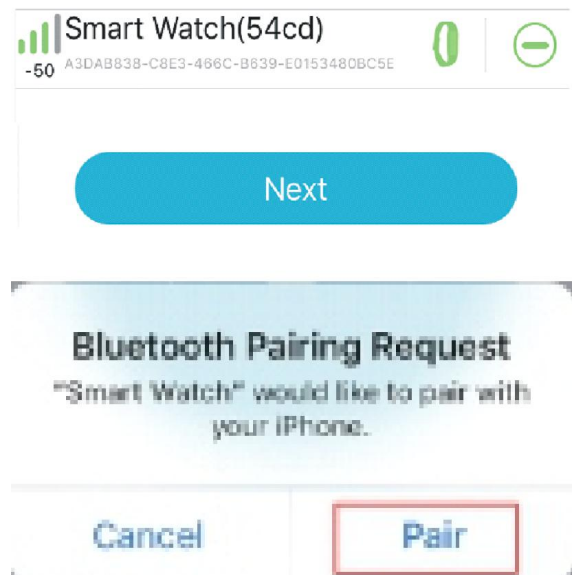 Smart Watch(54cd)
-50 A3DAB838-C8E3-466C-B639-E0153480BC5E
Next
Bluetooth Pairing Request
"Smart Watch" would like to pair with
your iPhone.
Cancel Pair